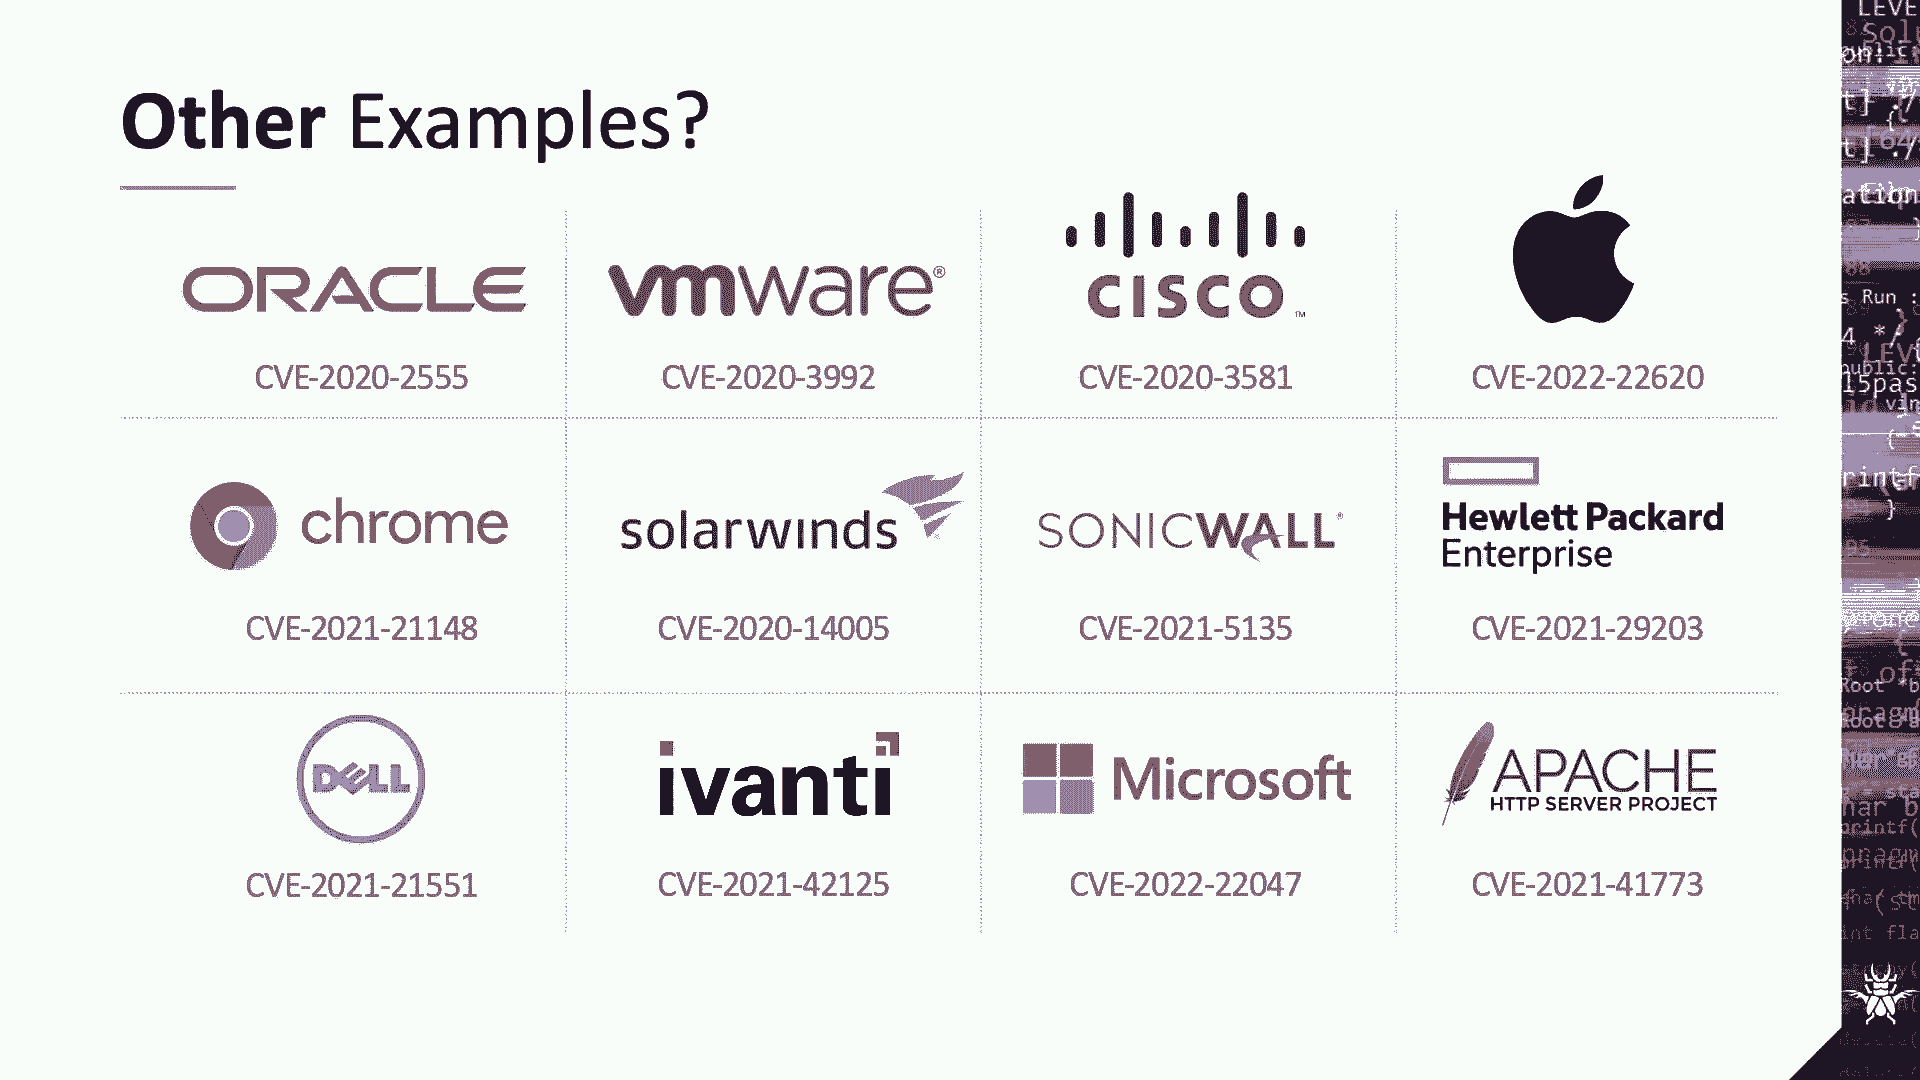 Other Examples?
ORACLE
vmware®
CISCO™
CVE-2020-2555
CVE-2020-3992
CVE-2020-3581
CVE-2022-22620
chrome
solarwinds
SONICWALL®
Hewlett Packard
Enterprise
CVE-2021-21148
CVE-2020-14005
CVE-2021-5135
CVE-2021-29203
DELL
ivanti
Microsoft
APACHE
HTTP SERVER PROJECT
CVE-2021-21551
CVE-2021-42125
CVE-2022-22047
CVE-2021-41773